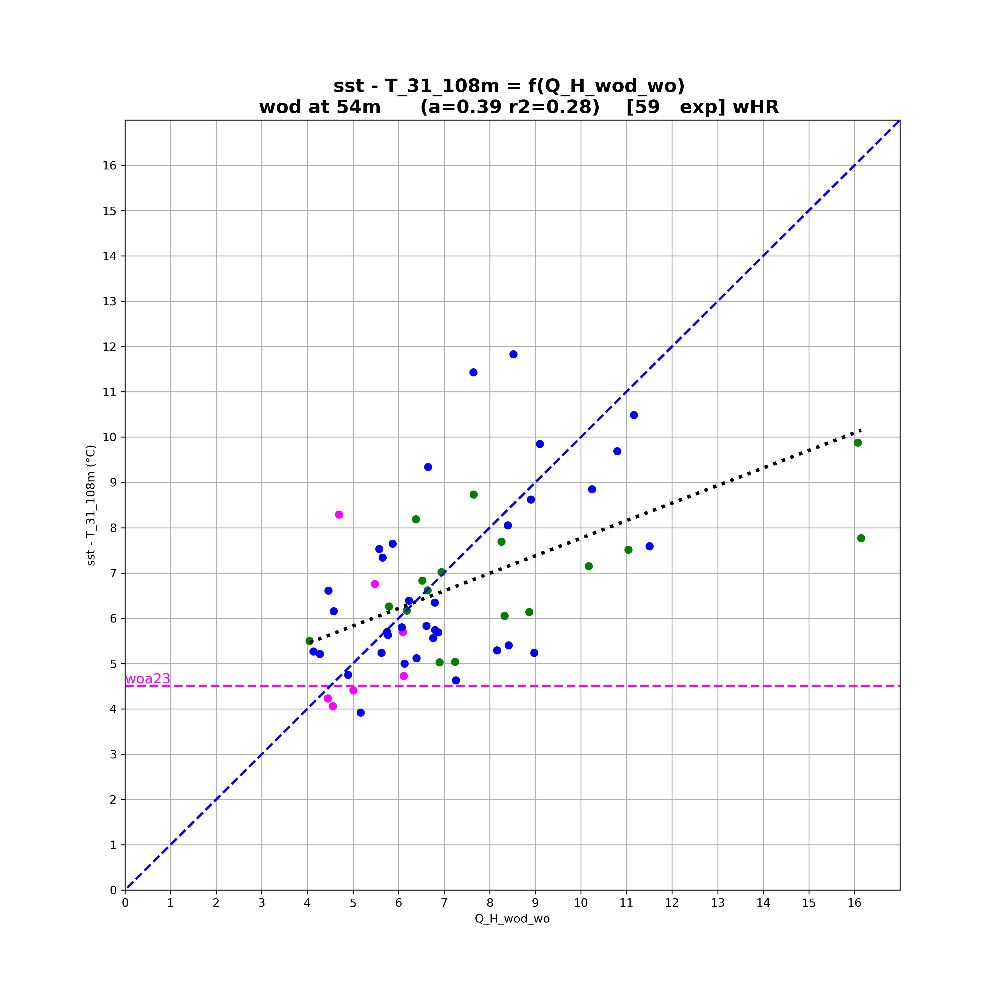 sst - T_31_108m = f(Q_H_wod_wo)
wod at 54m (a=0.39 r2=0.28) [59 exp] wHR
16
15
14
13
12
11
10
9
8
7
6
5
4
3
2
1
0
sst - T_31_108m (°C)
woa23
0 1 2 3 4 5 6 7 8 9 10 11 12 13 14 15 16
Q_H_wod_wo